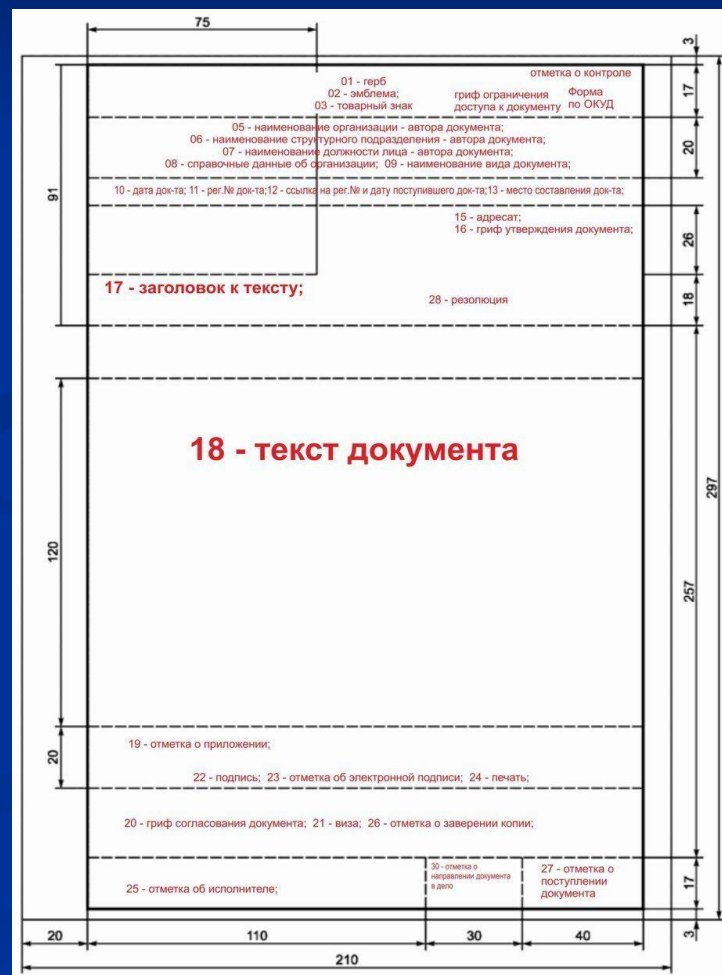 75
3
отметка о контроле
01 - герб
02 - эмблема;
03 - товарный знак
гриф ограничения
доступа к документу
Форма
по ОКУД
17
05 - наименование организации - автора документа;
06 - наименование структурного подразделения - автора документа;
07 - наименование должности лица - автора документа;
08 - справочные данные об организации; 09 - наименование вида документа;
20
91
10 - дата док-та; 11 - рег.№ док-та;12 - ссылка на рег.№ и дату поступившего док-та;13 - место составления док-та;
15 - адресат;
16 - гриф утверждения документа;
26
17 - заголовок к тексту;
28 - резолюция
18
18 - текст документа
297
120
257
19 - отметка о приложении;
20
22 - подпись; 23 - отметка об электронной подписи; 24 - печать;
20 - гриф согласования документа; 21 - виза; 26 - отметка о заверении копии;
25 - отметка об исполнителе;
30 - отметка о
направлении документа
в дело
27 - отметка о
поступлении
документа
17
20
110
30
40
3
210